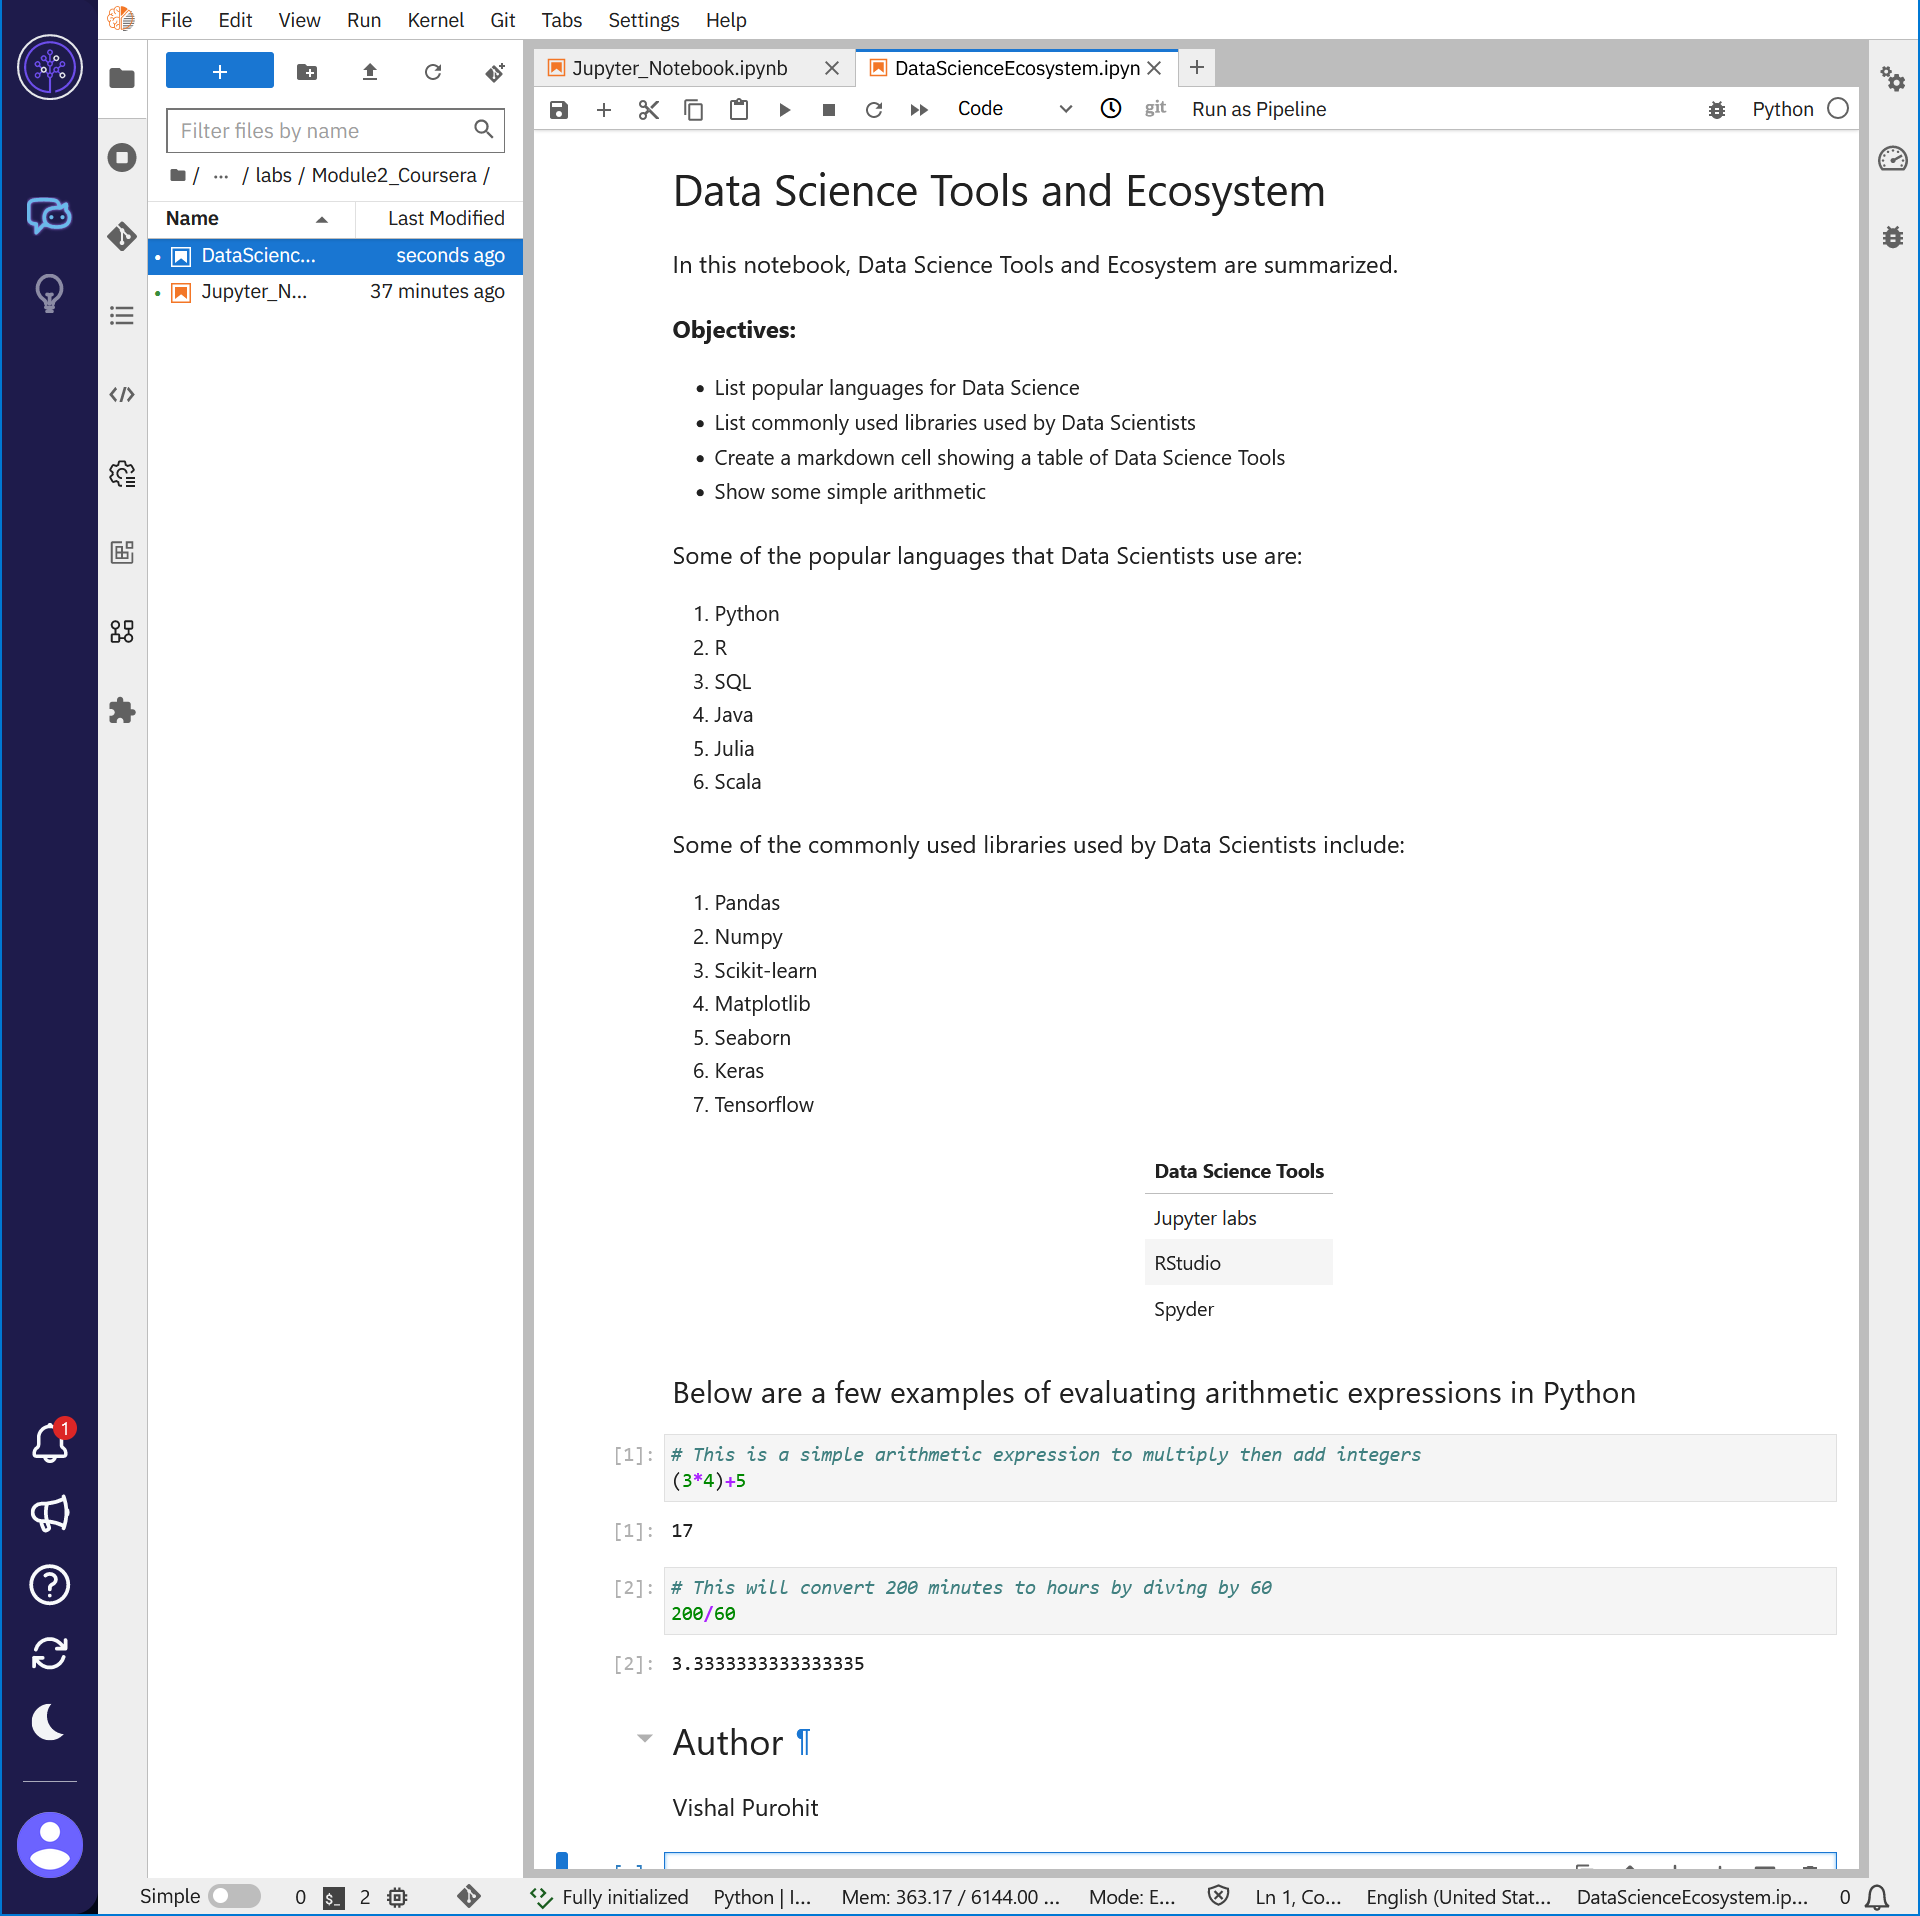 File Edit View Run Kernel Git Tabs Settings Help
Jupyter_Notebook.ipynb
DataScienceEcosystem.ipyn
Filter files by name
/ ... / labs / Module2_Coursera /
Code
git
Run as Pipeline
Python
Name Last Modified
DataScienc... seconds ago
Jupyter_N... 37 minutes ago
Data Science Tools and Ecosystem
In this notebook, Data Science Tools and Ecosystem are summarized.
Objectives:
• List popular languages for Data Science
• List commonly used libraries used by Data Scientists
• Create a markdown cell showing a table of Data Science Tools
• Show some simple arithmetic
Some of the popular languages that Data Scientists use are:
1. Python
2. R
3. SQL
4. Java
5. Julia
6. Scala
Some of the commonly used libraries used by Data Scientists include:
1. Pandas
2. Numpy
3. Scikit-learn
4. Matplotlib
5. Seaborn
6. Keras
7. Tensorflow
Data Science Tools
Jupyter labs
RStudio
Spyder
Below are a few examples of evaluating arithmetic expressions in Python
[1]: # This is a simple arithmetic expression to multiply then add integers
(3*4)+5
[1]: 17
[2]: # This will convert 200 minutes to hours by diving by 60
200/60
[2]: 3.3333333333333335
Author ¶
Vishal Purohit
1
Simple 0 $_ 2 Fully initialized Python | I... Mem: 363.17 / 6144.00 ... Mode: E... Ln 1, Co... English (United Stat... DataScienceEcosystem.ip... 0